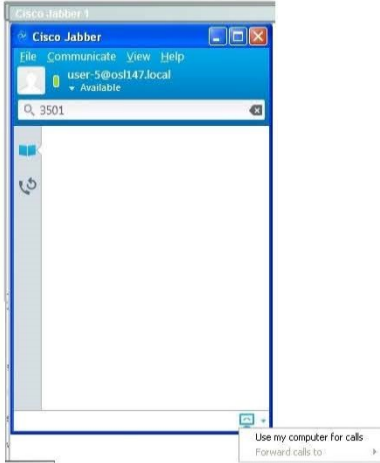 Cisco Jabber 1
Cisco Jabber
File Communicate View Help
user-5@osl147.local
Available
3501
Use my computer for calls
Forward calls to